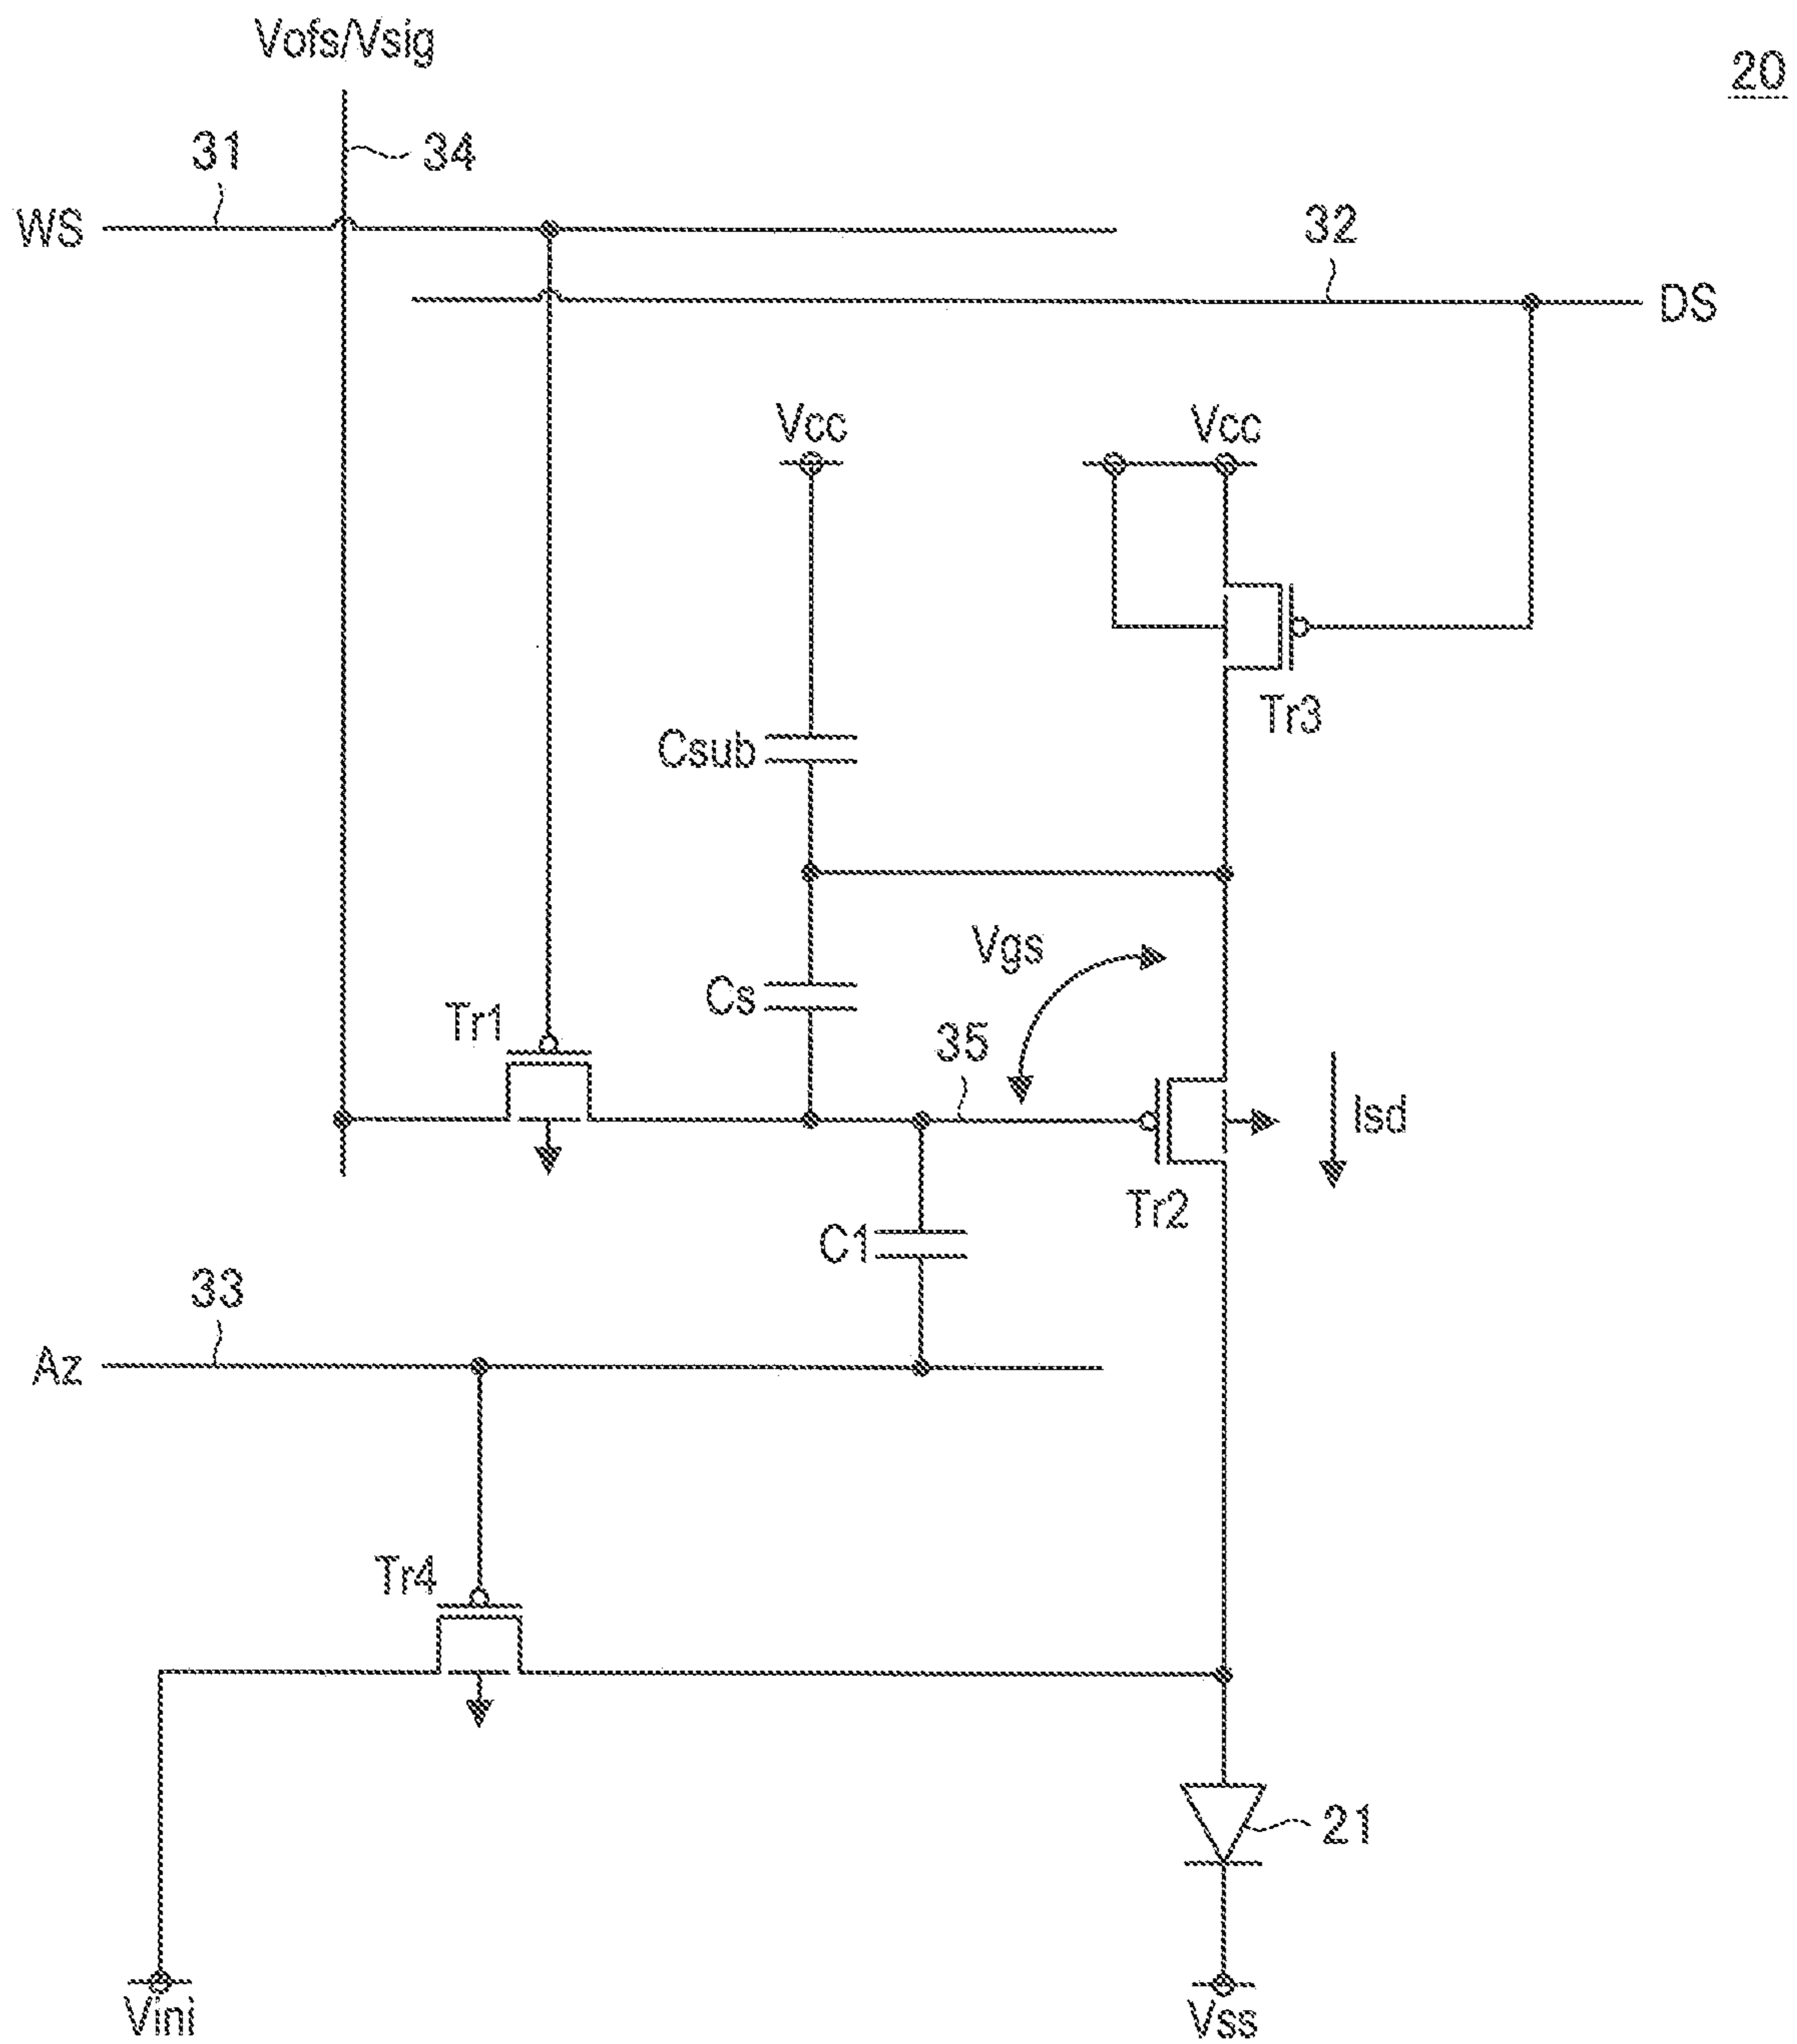 Vofs/Vsig
20
31
34
WS
32
DS
Vcc
Vcc
Tr3
Csub
Vgs
Cs
Tr1
35
Isd
Tr2
C1
33
Az
Tr4
21
Vini
Vss